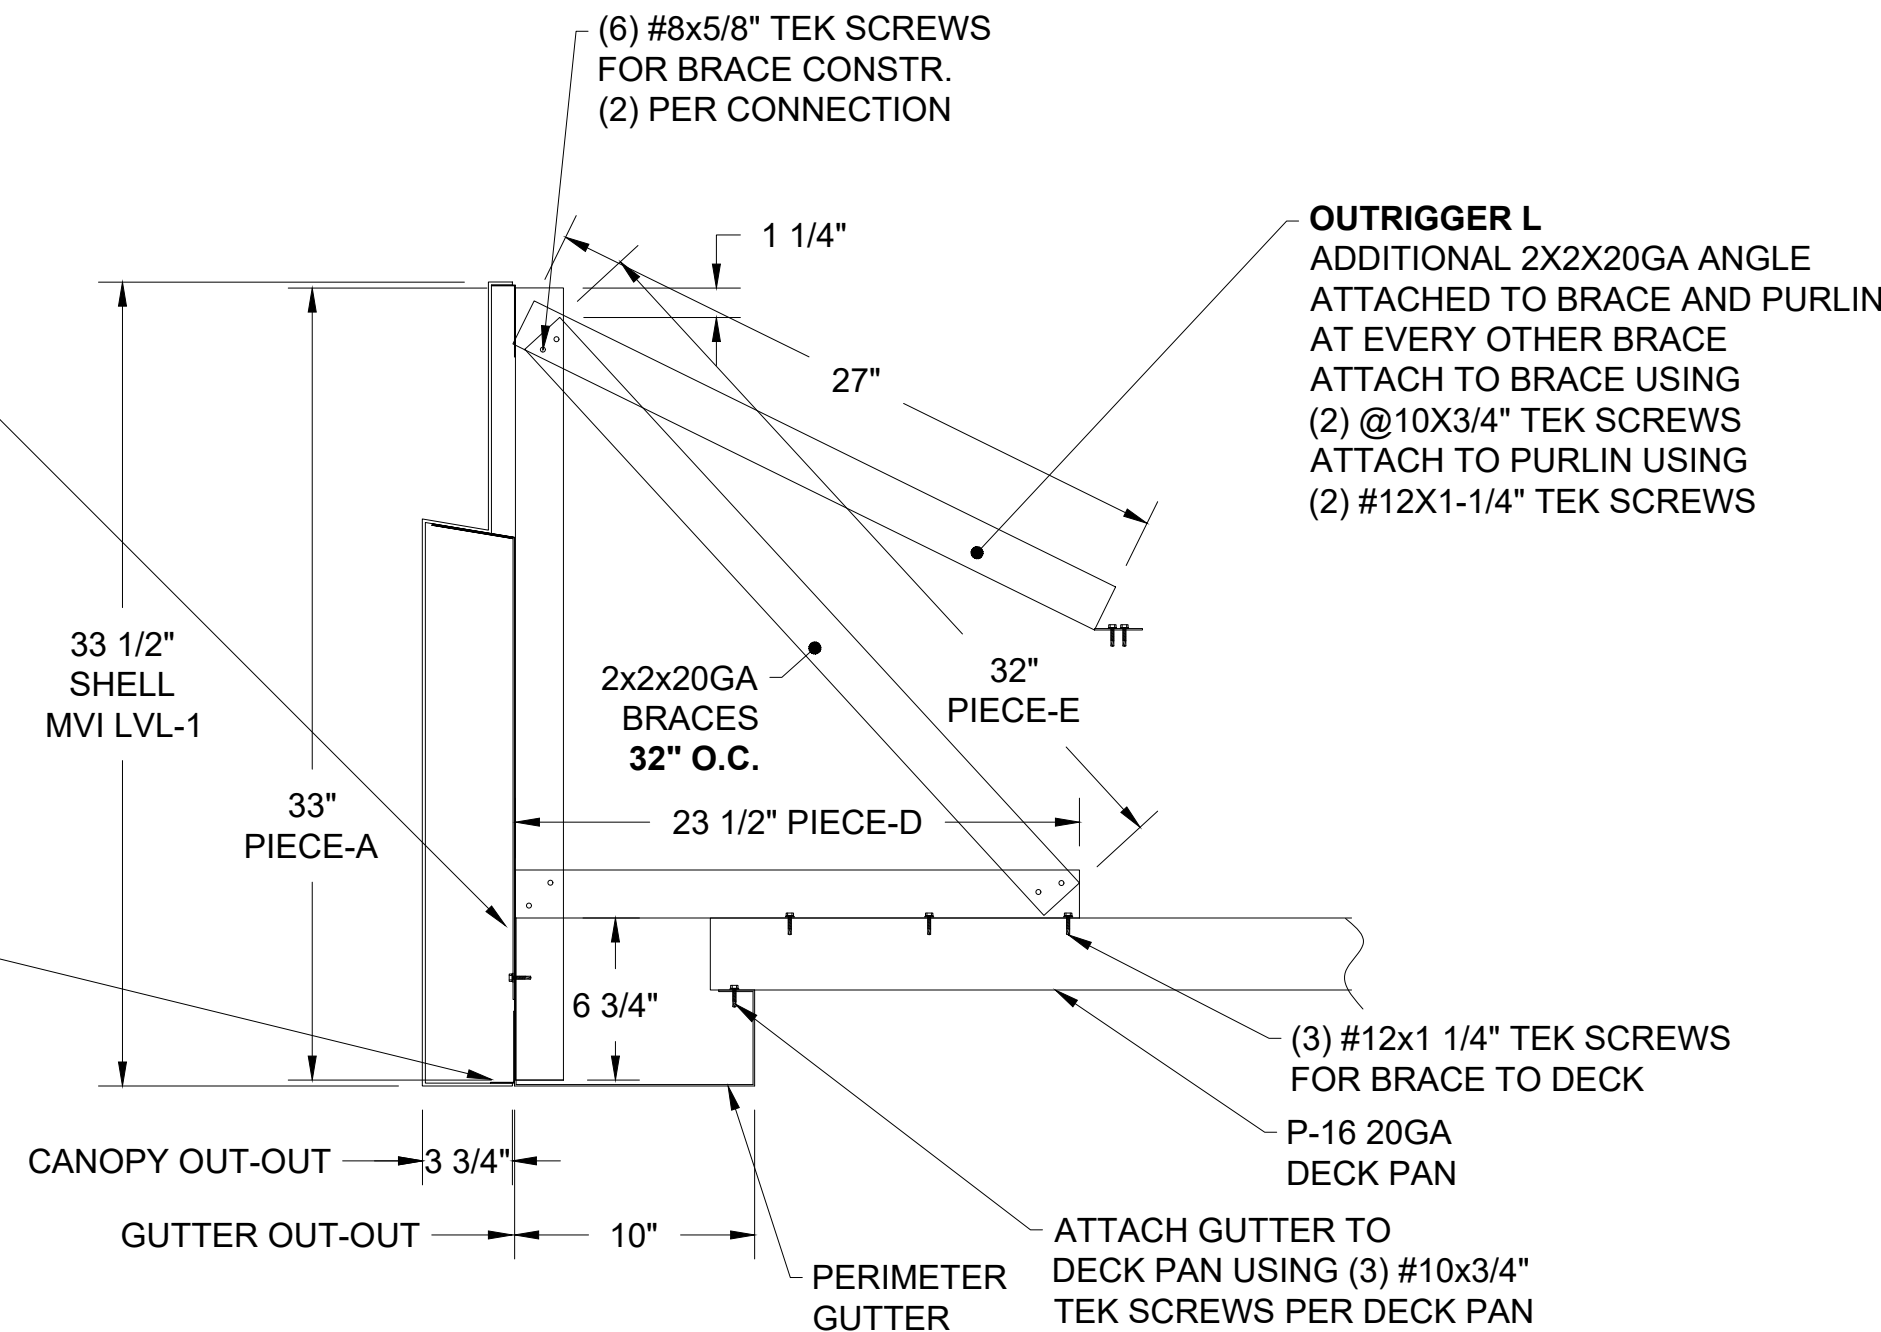 (6) #8x5/8" TEK SCREWS
FOR BRACE CONSTR.
(2) PER CONNECTION
1 1/4"
OUTRIGGER L
ADDITIONAL 2X2X20GA ANGLE
ATTACHED TO BRACE AND PURLIN
AT EVERY OTHER BRACE
ATTACH TO BRACE USING
(2) @10X3/4" TEK SCREWS
ATTACH TO PURLIN USING
(2) #12X1-1/4" TEK SCREWS
27"
33 1/2"
SHELL
MVI LVL-1
33"
PIECE-A
2x2x20GA
BRACES
32" O.C.
32"
PIECE-E
23 1/2" PIECE-D
6 3/4"
(3) #12x1 1/4" TEK SCREWS
FOR BRACE TO DECK
P-16 20GA
DECK PAN
CANOPY OUT-OUT
3 3/4"
GUTTER OUT-OUT
10"
PERIMETER
GUTTER
ATTACH GUTTER TO
DECK PAN USING (3) #10x3/4"
TEK SCREWS PER DECK PAN